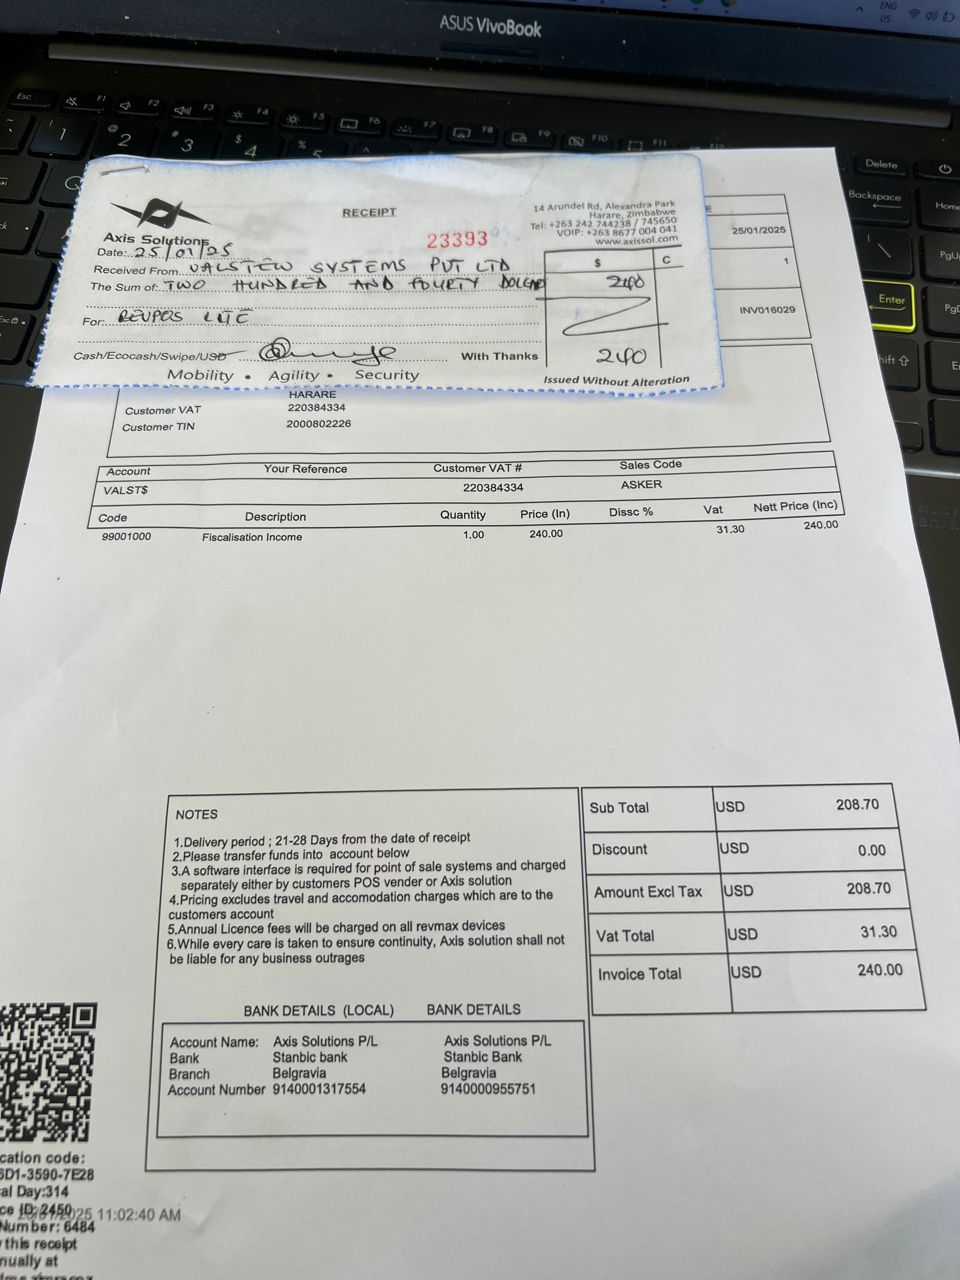 ASUS VivoBook
ENG
US
Esc F1 F2 F3 F4 F5 F6 F7 F8 F9 F10 F11
1 @ 2 # 3 $ 4 %
Delete
Backspace
Home
Enter
RECEIPT
14 Arundel Rd, Alexandra Park
Harare, Zimbabwe
Tel: +263 242 744238 / 745650
VOIP: +263 8677 004 041
www.axissol.com
Axis Solutions
23393
Date: 25/01/25
Received From VALSTEW SYSTEMS PVT LTD
The Sum of: TWO HUNDRED AND FOURTY
$ C
240
For:
Cash/Ecocash/Swipe/USD
With Thanks
240
Mobility • Agility • Security
Issued Without Alteration
25/01/2025
1
INV016029
HARARE
Customer VAT 220384334
Customer TIN 2000802226
Account Your Reference Customer VAT # Sales Code
VALST$ 220384334 ASKER
Code Description Quantity Price (In) Dissc % Vat Nett Price (Inc)
99001000 Fiscalisation Income 1.00 240.00 31.30 240.00
NOTES
1.Delivery period ; 21-28 Days from the date of receipt
2.Please transfer funds into account below
3.A software interface is required for point of sale systems and charged
separately either by customers POS vender or Axis solution
4.Pricing excludes travel and accomodation charges which are to the
customers account
5.Annual Licence fees will be charged on all revmax devices
6.While every care is taken to ensure continuity, Axis solution shall not
be liable for any business outrages
Sub Total USD 208.70
Discount USD 0.00
Amount Excl Tax USD 208.70
Vat Total USD 31.30
Invoice Total USD 240.00
BANK DETAILS (LOCAL) BANK DETAILS
Account Name: Axis Solutions P/L Axis Solutions P/L
Bank Stanbic bank Stanbic Bank
Branch Belgravia Belgravia
Account Number 9140001317554 9140000955751
cation code:
6D1-3590-7E28
al Day:314
ce ID: 2450
2025 11:02:40 AM
Number: 6484
this receipt
nually at